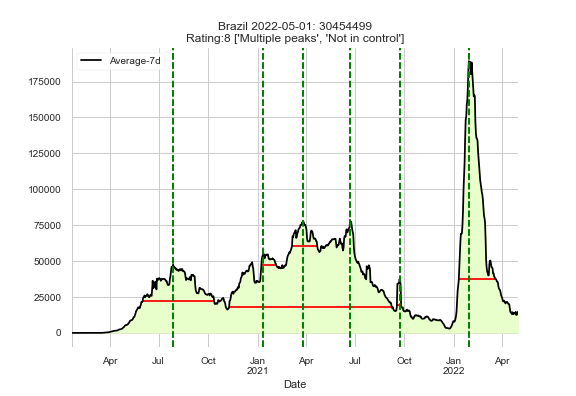 Brazil 2022-05-01: 30454499
Rating:8 ['Multiple peaks', 'Not in control']
Average-7d
175000
150000
125000
100000
75000
50000
25000
0
Apr Jul Oct Jan Apr Jul Oct Jan Apr
2021 2022
Date